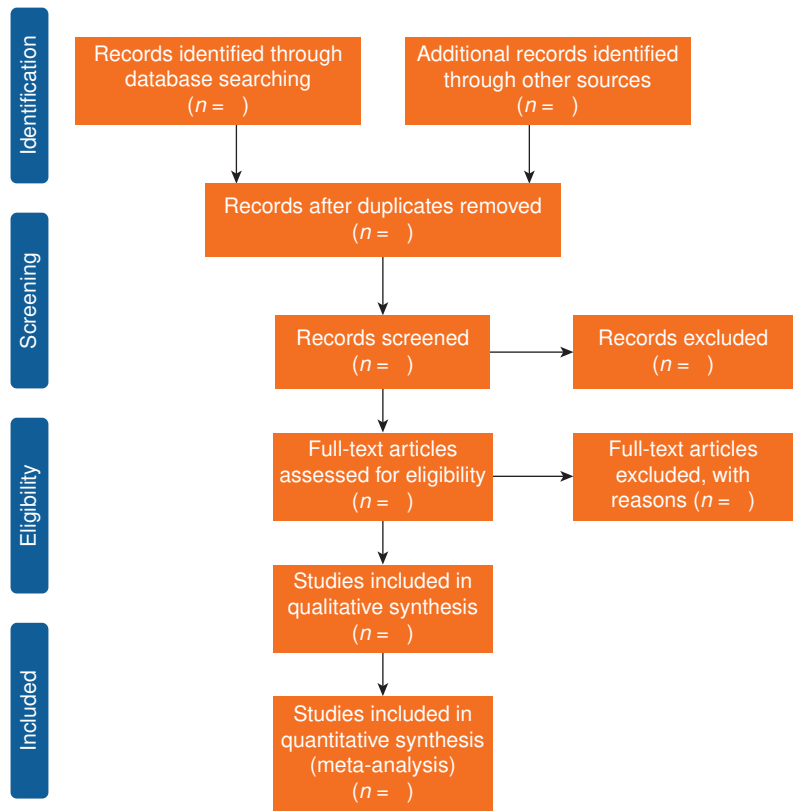 Identification
Records identified through
database searching
(n = )
Additional records identified
through other sources
(n = )
Records after duplicates removed
(n = )
Screening
Records screened
(n = )
Records excluded
(n = )
Eligibility
Full-text articles
assessed for eligibility
(n = )
Full-text articles
excluded, with
reasons (n = )
Studies included in
qualitative synthesis
(n = )
Included
Studies included in
quantitative synthesis
(meta-analysis)
(n = )